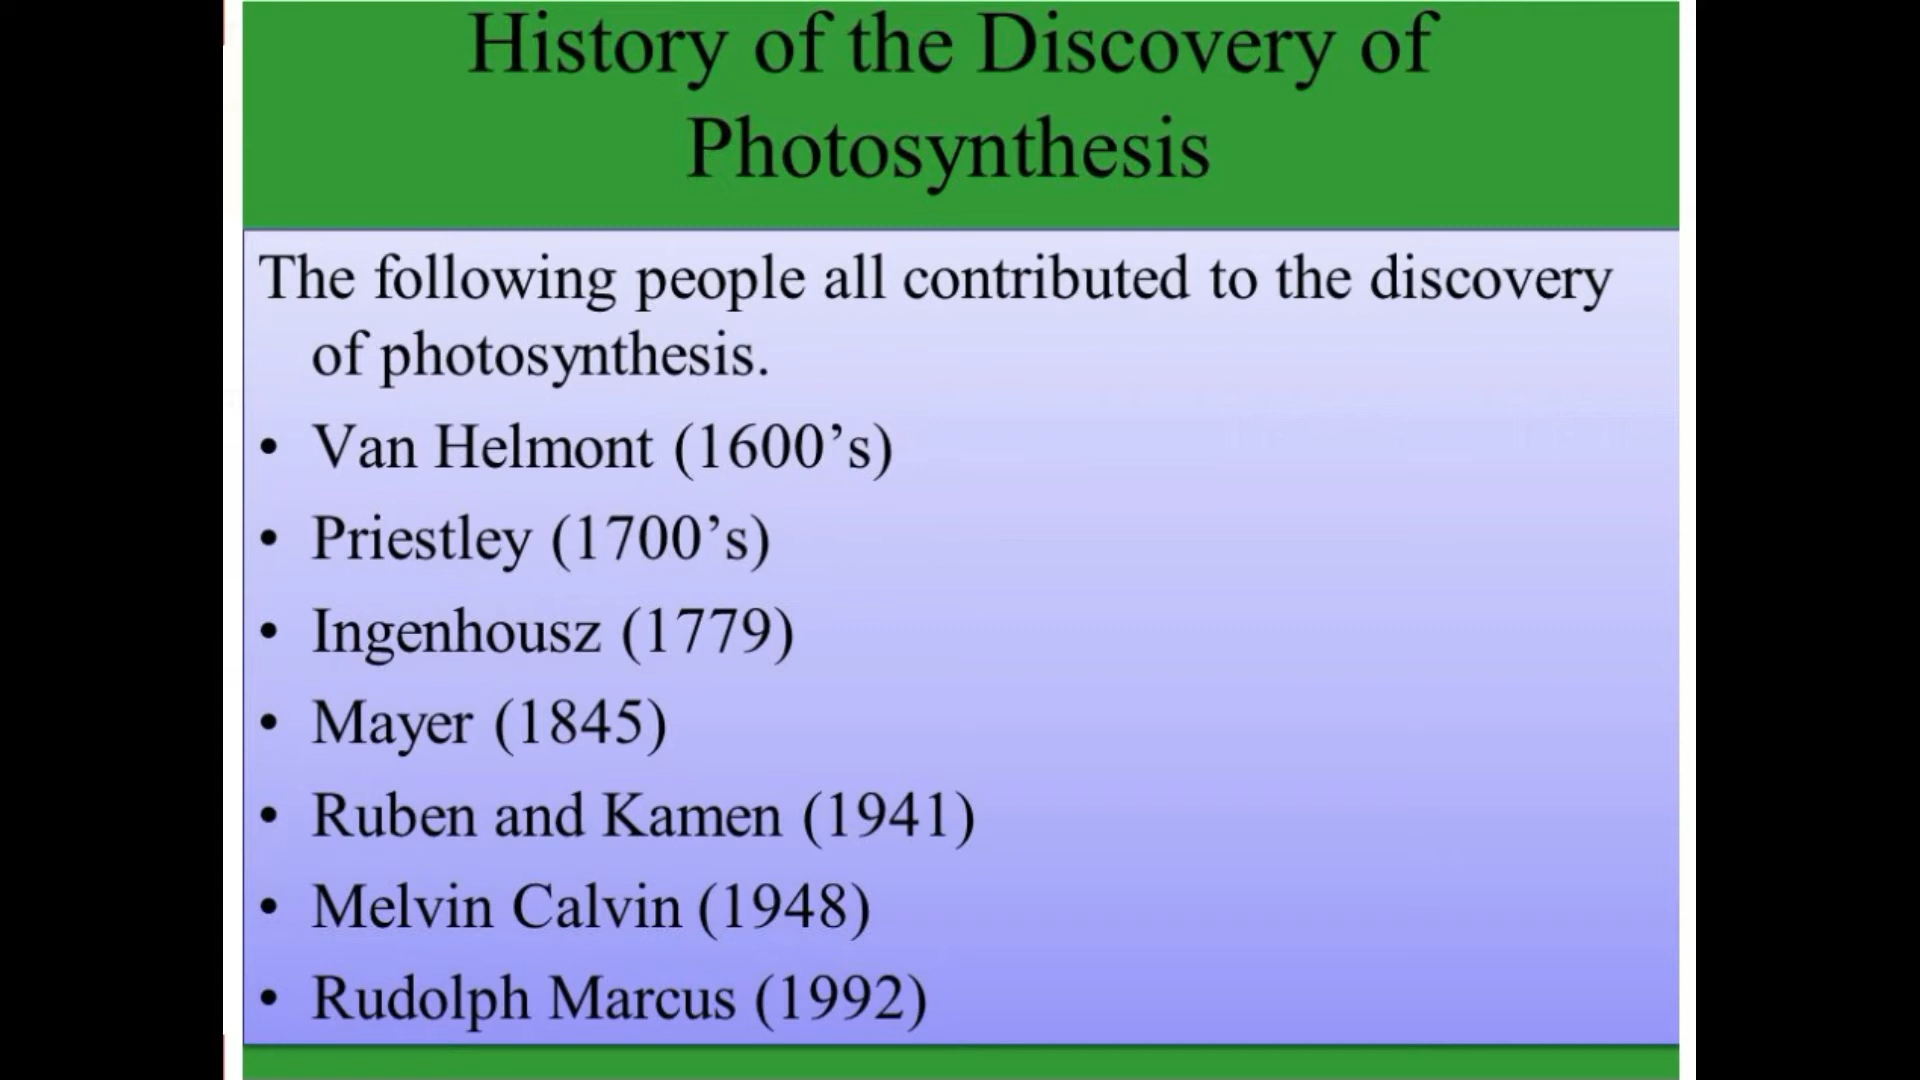 History of the Discovery of
Photosynthesis
The following people all contributed to the discovery
of photosynthesis.
• Van Helmont (1600’s)
• Priestley (1700’s)
• Ingenhousz (1779)
• Mayer (1845)
• Ruben and Kamen (1941)
• Melvin Calvin (1948)
• Rudolph Marcus (1992)